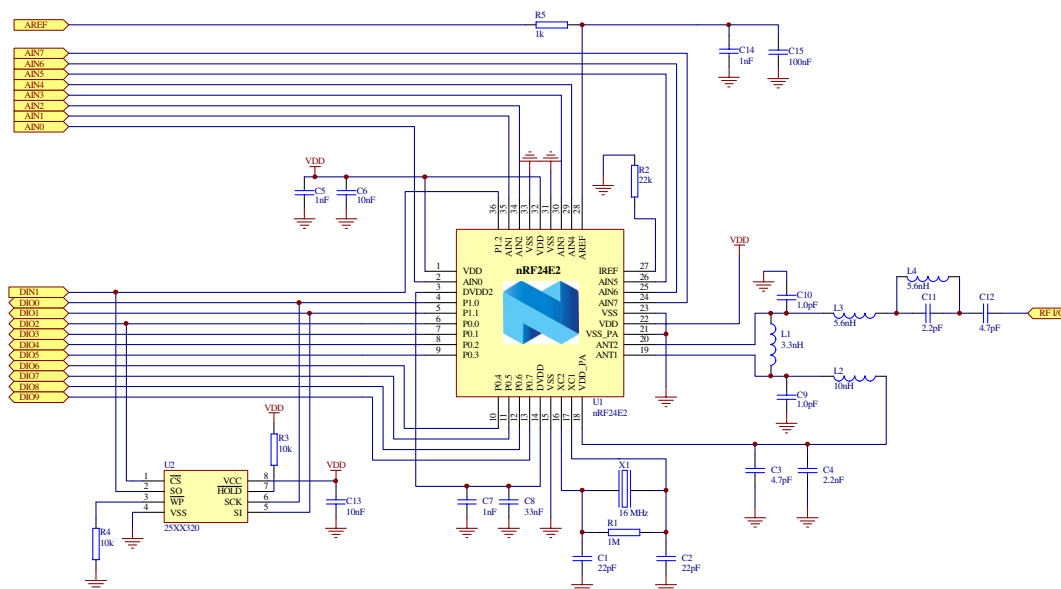 AREF
R5
1k
C14
1nF
C15
100nF
AIN7
AIN6
AIN5
AIN4
AIN3
AIN2
AIN1
AIN0
VDD
C5
1nF
C6
10nF
R2
22k
36
35
34
33
32
31
30
29
28
P1.2
AIN1
AIN2
VSS
VDD
VSS
AIN3
AIN4
AREF
nRF24E2
1 VDD
2 AIN0
3 DVDD2
4 P1.0
5 P1.1
6 P0.0
7 P0.1
8 P0.2
9 P0.3
IREF 27
AIN5 26
AIN6 25
AIN7 24
VSS 23
VDD 22
VSS_PA 21
ANT2 20
ANT1 19
P0.4
P0.5
P0.6
P0.7
DVDD
VSS
XC2
XC1
VDD_PA
10
11
12
13
14
15
16
17
18
U1
nRF24E2
VDD
C10
1.0pF
L1
3.3nH
L3
5.6nH
L4
5.6nH
C11
2.2pF
C12
4.7pF
RF I/O
L2
10nH
C9
1.0pF
C3
4.7pF
C4
2.2nF
DIN1
DIO0
DIO1
DIO2
DIO3
DIO4
DIO5
DIO6
DIO7
DIO8
DIO9
VDD
R3
10k
U2
1 CS
2 SO
3 WP
4 VSS
VCC 8
HOLD 7
SCK 6
SI 5
25XX320
R4
10k
VDD
C13
10nF
C7
1nF
C8
33nF
X1
16 MHz
R1
1M
C1
22pF
C2
22pF